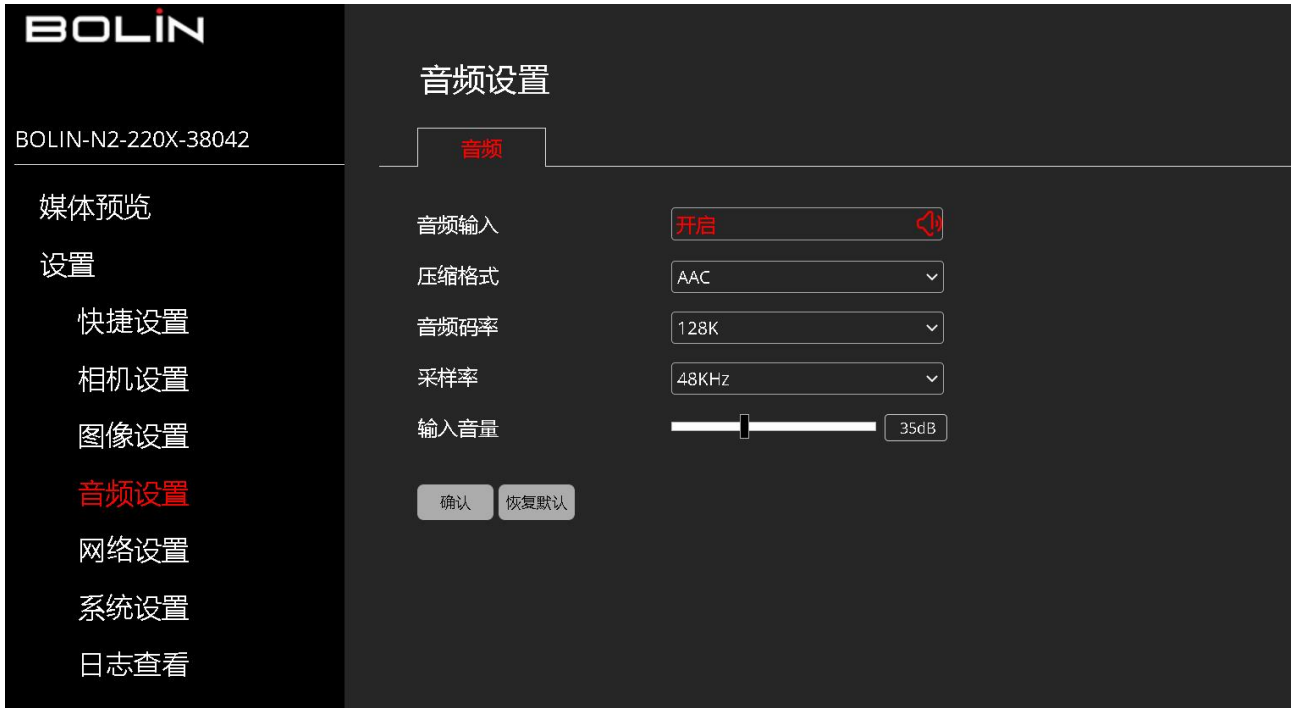 BOLIN
BOLIN-N2-220X-38042
媒体预览
设置
快捷设置
相机设置
图像设置
音频设置
网络设置
系统设置
日志查看
音频设置
音频
音频输入 开启
压缩格式 AAC
音频码率 128K
采样率 48KHz
输入音量 35dB
确认 恢复默认